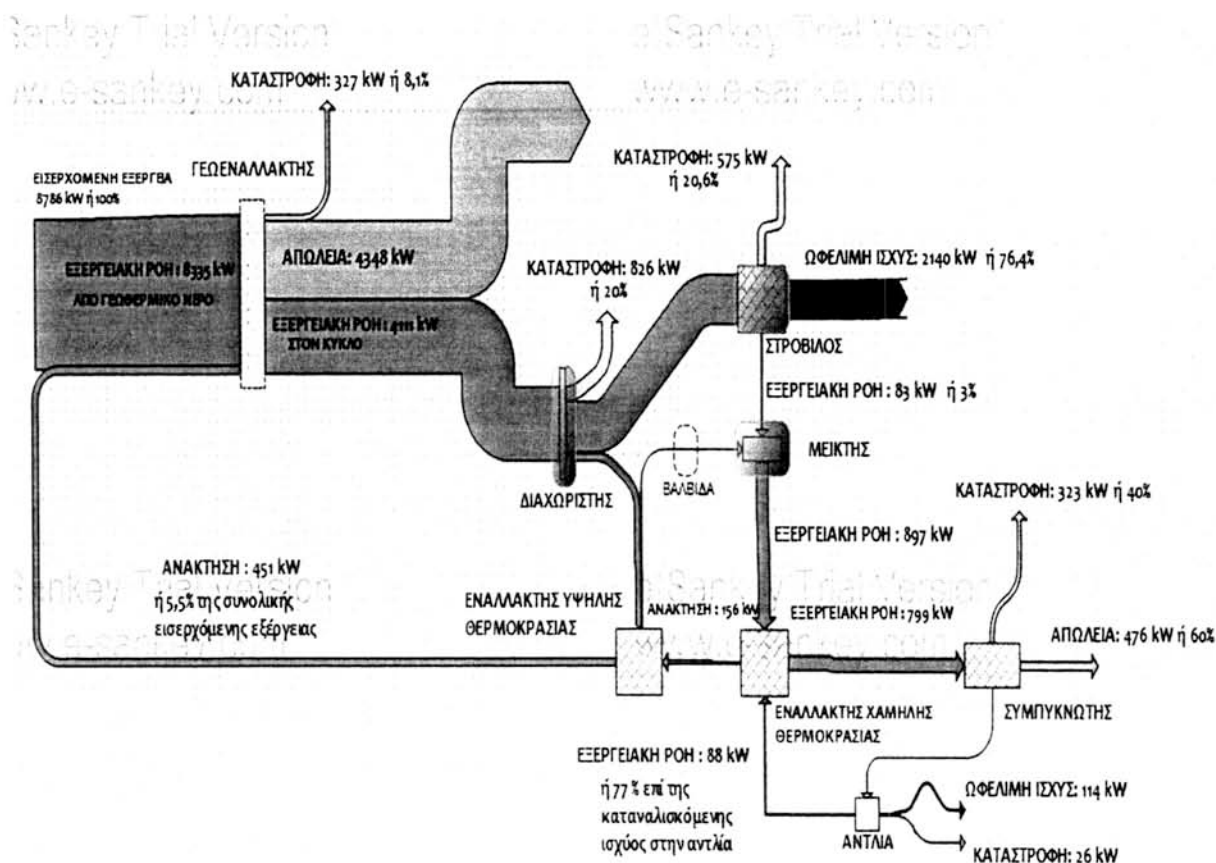 e!Sankey Trial Version
www.e-sankey.com
ΚΑΤΑΣΤΡΟΦΗ: 327 kW ή 8,1%
ΓΕΩΕΝΑΛΛΑΚΤΗΣ
ΕΙΣΕΡΧΟΜΕΝΗ ΕΞΕΡΓΕΙΑ
8786 kW ή 100%
ΕΞΕΡΓΕΙΑΚΗ ΡΟΗ : 8335 kW
ΑΠΟ ΓΕΩΘΕΡΜΙΚΟ ΝΕΡΟ
ΑΠΩΛΕΙΑ: 4348 kW
ΕΞΕΡΓΕΙΑΚΗ ΡΟΗ : 4111 kW
ΣΤΟΝ ΚΥΚΛΟ
ΚΑΤΑΣΤΡΟΦΗ: 826 kW
ή 20%
ΔΙΑΧΩΡΙΣΤΗΣ
ΚΑΤΑΣΤΡΟΦΗ: 575 kW
ή 20,6%
ΩΦΕΛΙΜΗ ΙΣΧΥΣ: 2140 kW ή 76,4%
ΣΤΡΟΒΙΛΟΣ
ΕΞΕΡΓΕΙΑΚΗ ΡΟΗ : 83 kW ή 3%
ΜΕΙΚΤΗΣ
ΒΑΛΒΙΔΑ
ΕΞΕΡΓΕΙΑΚΗ ΡΟΗ : 897 kW
ΚΑΤΑΣΤΡΟΦΗ: 323 kW ή 40%
e!Sankey Trial Version
www.e-sankey.com
ΑΝΑΚΤΗΣΗ : 451 kW
ή 5,5% της συνολικής
εισερχόμενης εξέργειας
ΕΝΑΛΛΑΚΤΗΣ ΥΨΗΛΗΣ
ΘΕΡΜΟΚΡΑΣΙΑΣ
ΑΝΑΚΤΗΣΗ : 156 kW
ΕΞΕΡΓΕΙΑΚΗ ΡΟΗ : 799 kW
ΑΠΩΛΕΙΑ: 476 kW ή 60%
ΣΥΜΠΥΚΝΩΤΗΣ
ΕΝΑΛΛΑΚΤΗΣ ΧΑΜΗΛΗΣ
ΘΕΡΜΟΚΡΑΣΙΑΣ
ΕΞΕΡΓΕΙΑΚΗ ΡΟΗ : 88 kW
ή 77 % επί της
καταναλισκόμενης
ισχύος στην αντλία
ΑΝΤΛΙΑ
ΩΦΕΛΙΜΗ ΙΣΧΥΣ: 114 kW
ΚΑΤΑΣΤΡΟΦΗ: 26 kW